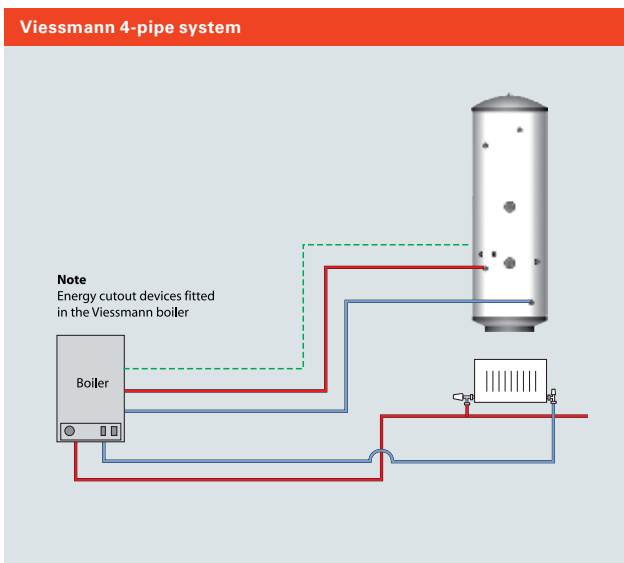 Viessmann 4-pipe system
Note
Energy cutout devices fitted
in the Viessmann boiler
Boiler